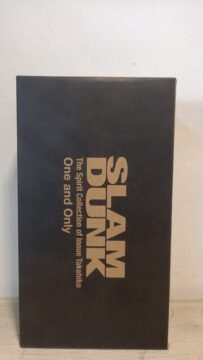 SLAM
DUNK
The Spirit Collection of Inoue Takehiko
One and Only